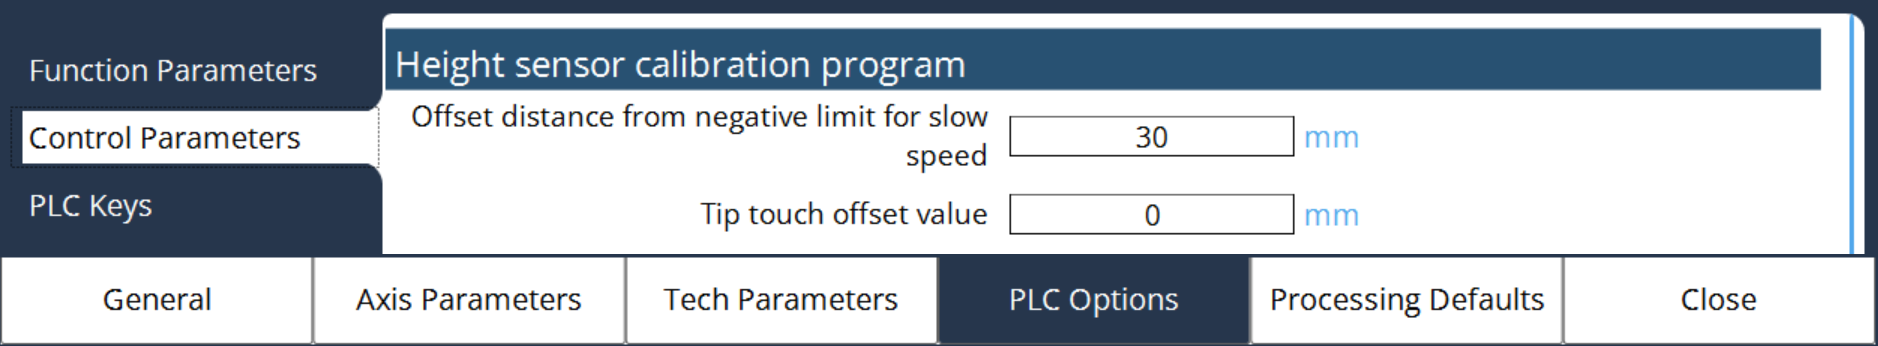 Function Parameters
Control Parameters
PLC Keys
Height sensor calibration program
Offset distance from negative limit for slow
speed
30 mm
Tip touch offset value 0 mm
General Axis Parameters Tech Parameters PLC Options Processing Defaults Close